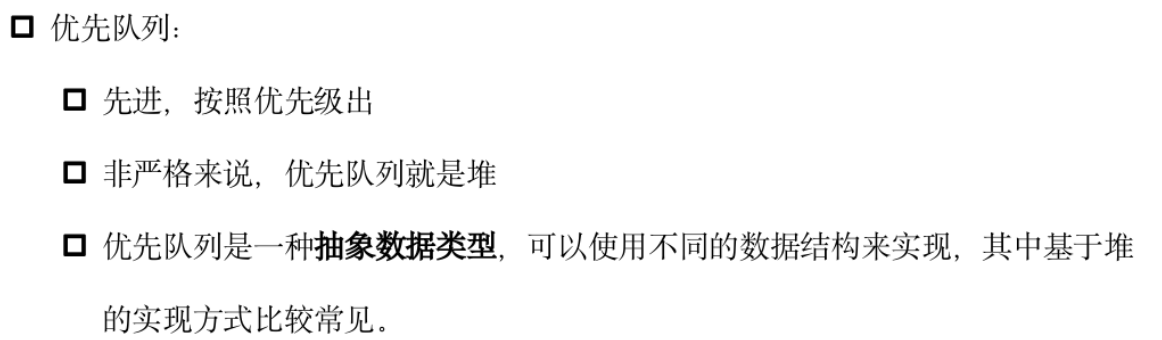 优先队列:
先进，按照优先级出
非严格来说，优先队列就是堆
优先队列是一种抽象数据类型，可以使用不同的数据结构来实现，其中基于堆
的实现方式比较常见。